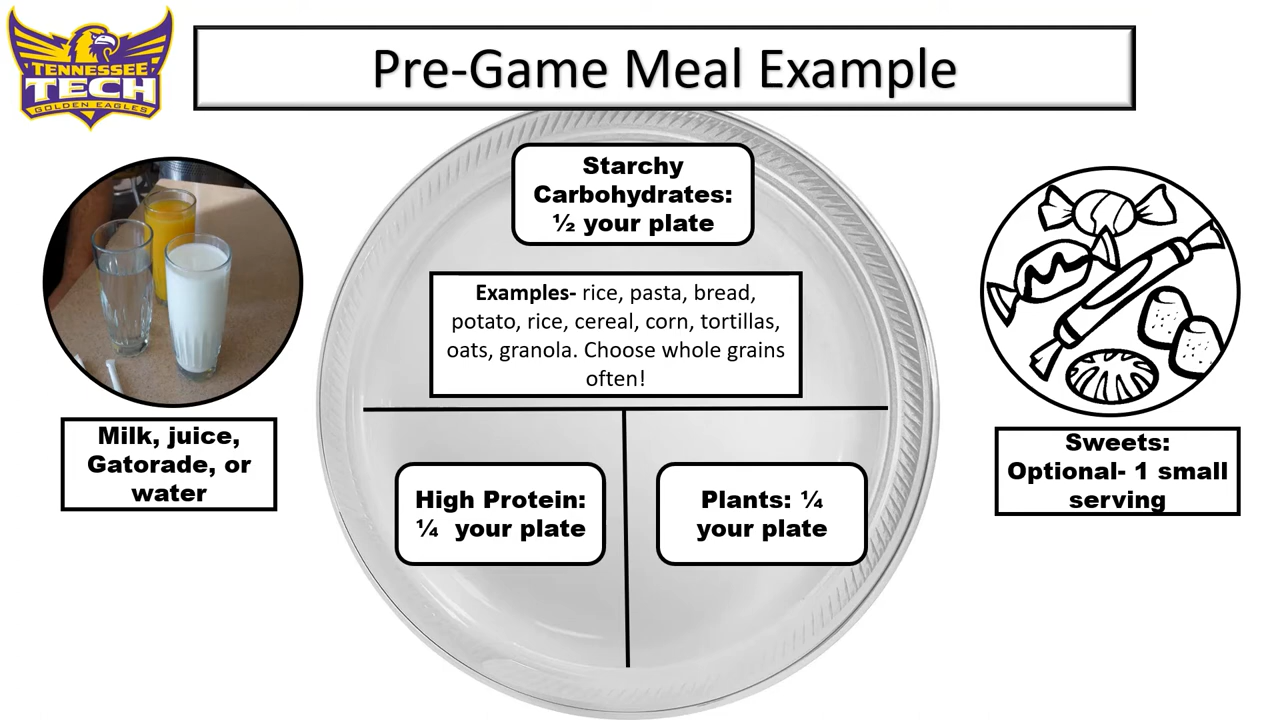 TENNESSEE
TECH
GOLDEN EAGLES
Pre-Game Meal Example
Starchy
Carbohydrates:
½ your plate
Examples- rice, pasta, bread,
potato, rice, cereal, corn, tortillas,
oats, granola. Choose whole grains
often!
Milk, juice,
Gatorade, or
water
High Protein:
¼ your plate
Plants: ¼
your plate
Sweets:
Optional- 1 small
serving